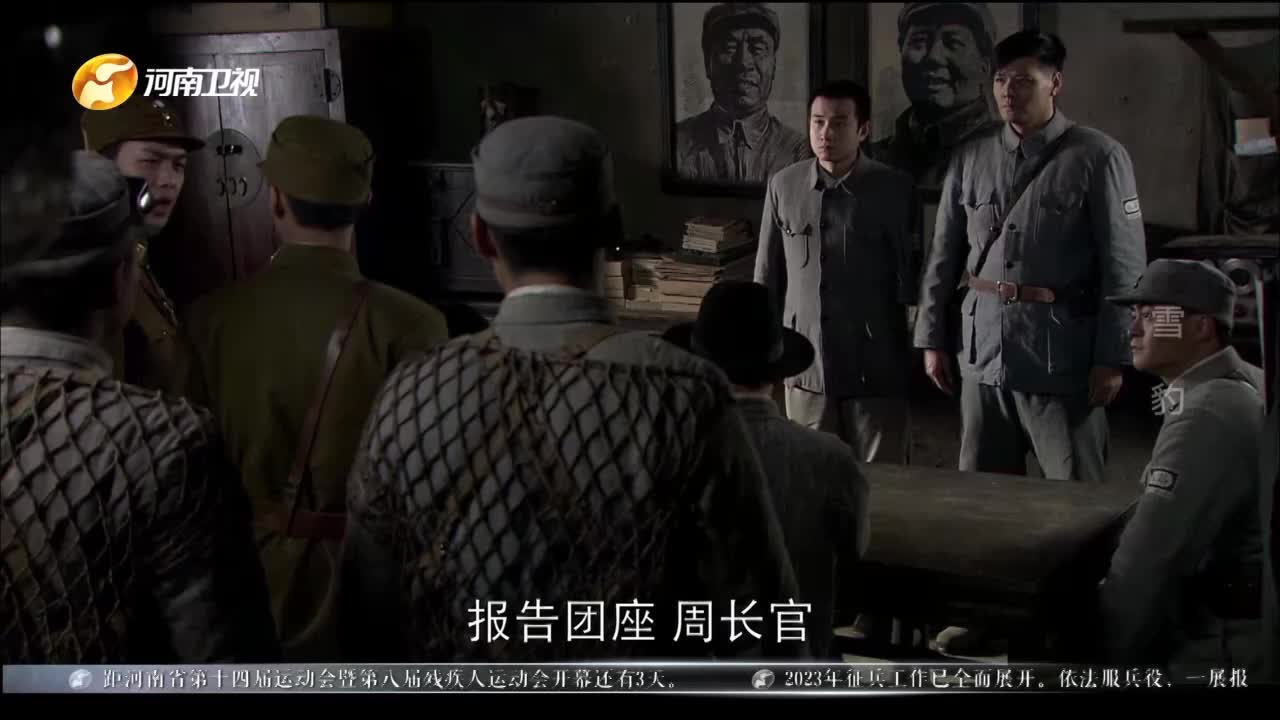 河南卫视
雪豹
报告团座 周长官
距河南省第十四届运动会暨第八届残疾人运动会开幕还有3天。
2023年征兵工作已全面展开。依法服兵役，一展报